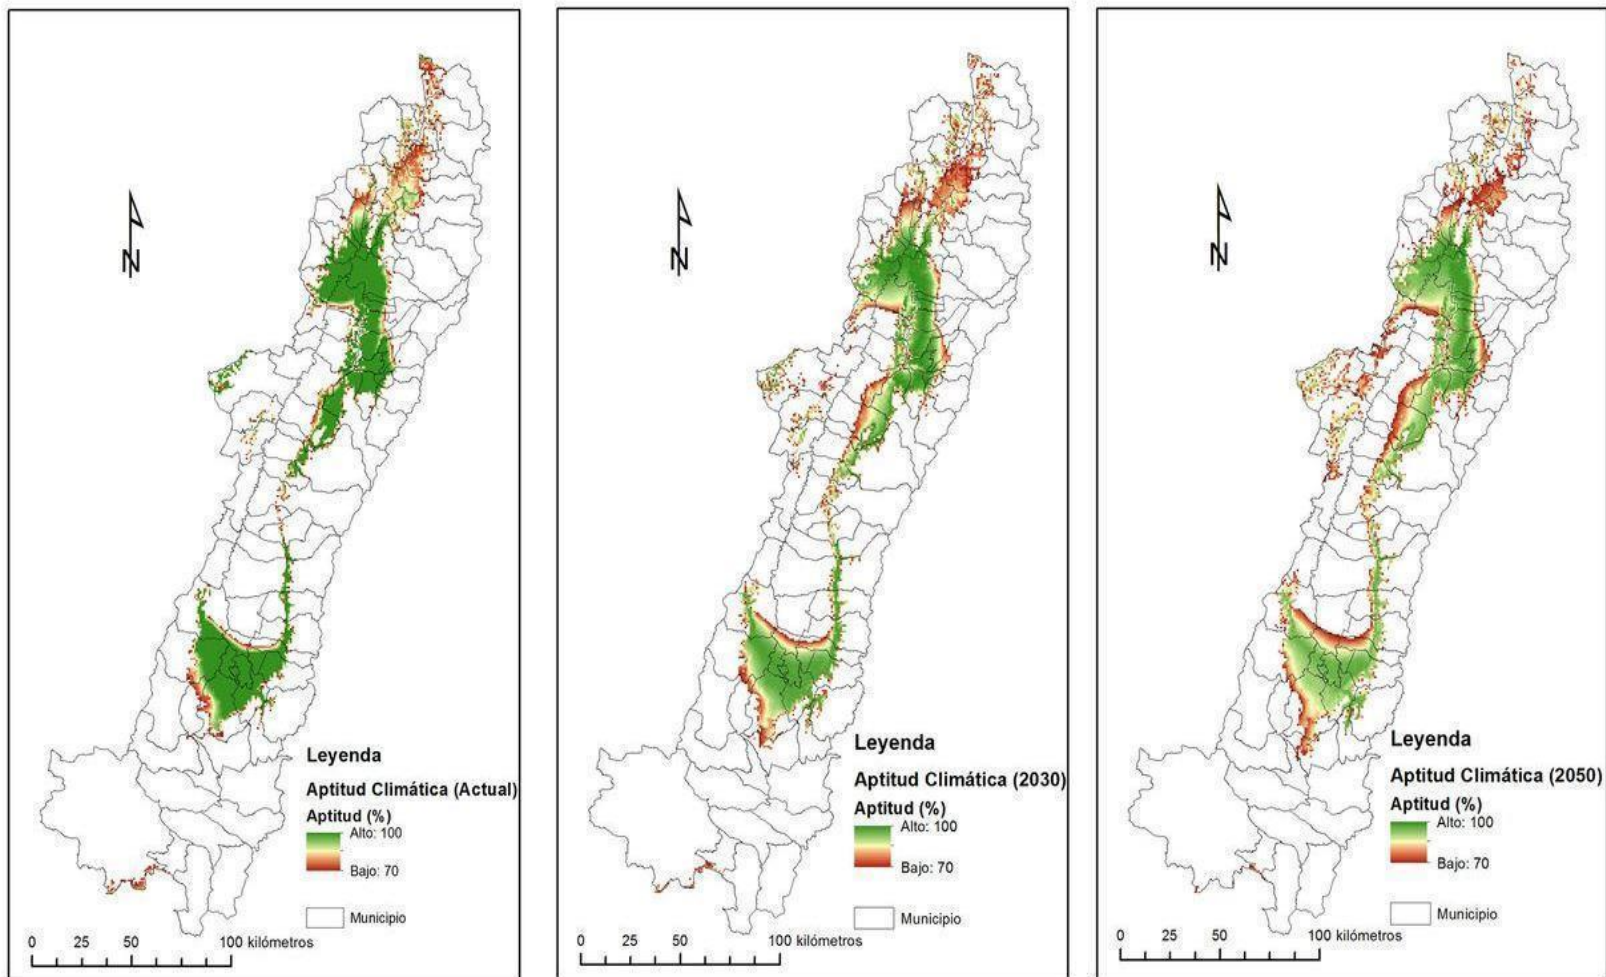 N
Leyenda
Aptitud Climática (Actual)
Aptitud (%)
Alto: 100
Bajo: 70
Municipio
0 25 50 100 kilómetros
N
Leyenda
Aptitud Climática (2030)
Aptitud (%)
Alto: 100
Bajo: 70
Municipio
0 25 50 100 kilómetros
N
Leyenda
Aptitud Climática (2050)
Aptitud (%)
Alto: 100
Bajo: 70
Municipio
0 25 50 100 kilómetros